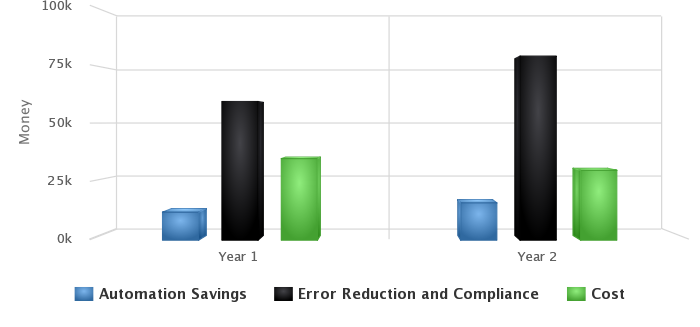 100k
75k
50k
25k
0k
Money
Year 1
Year 2
Automation Savings
Error Reduction and Compliance
Cost